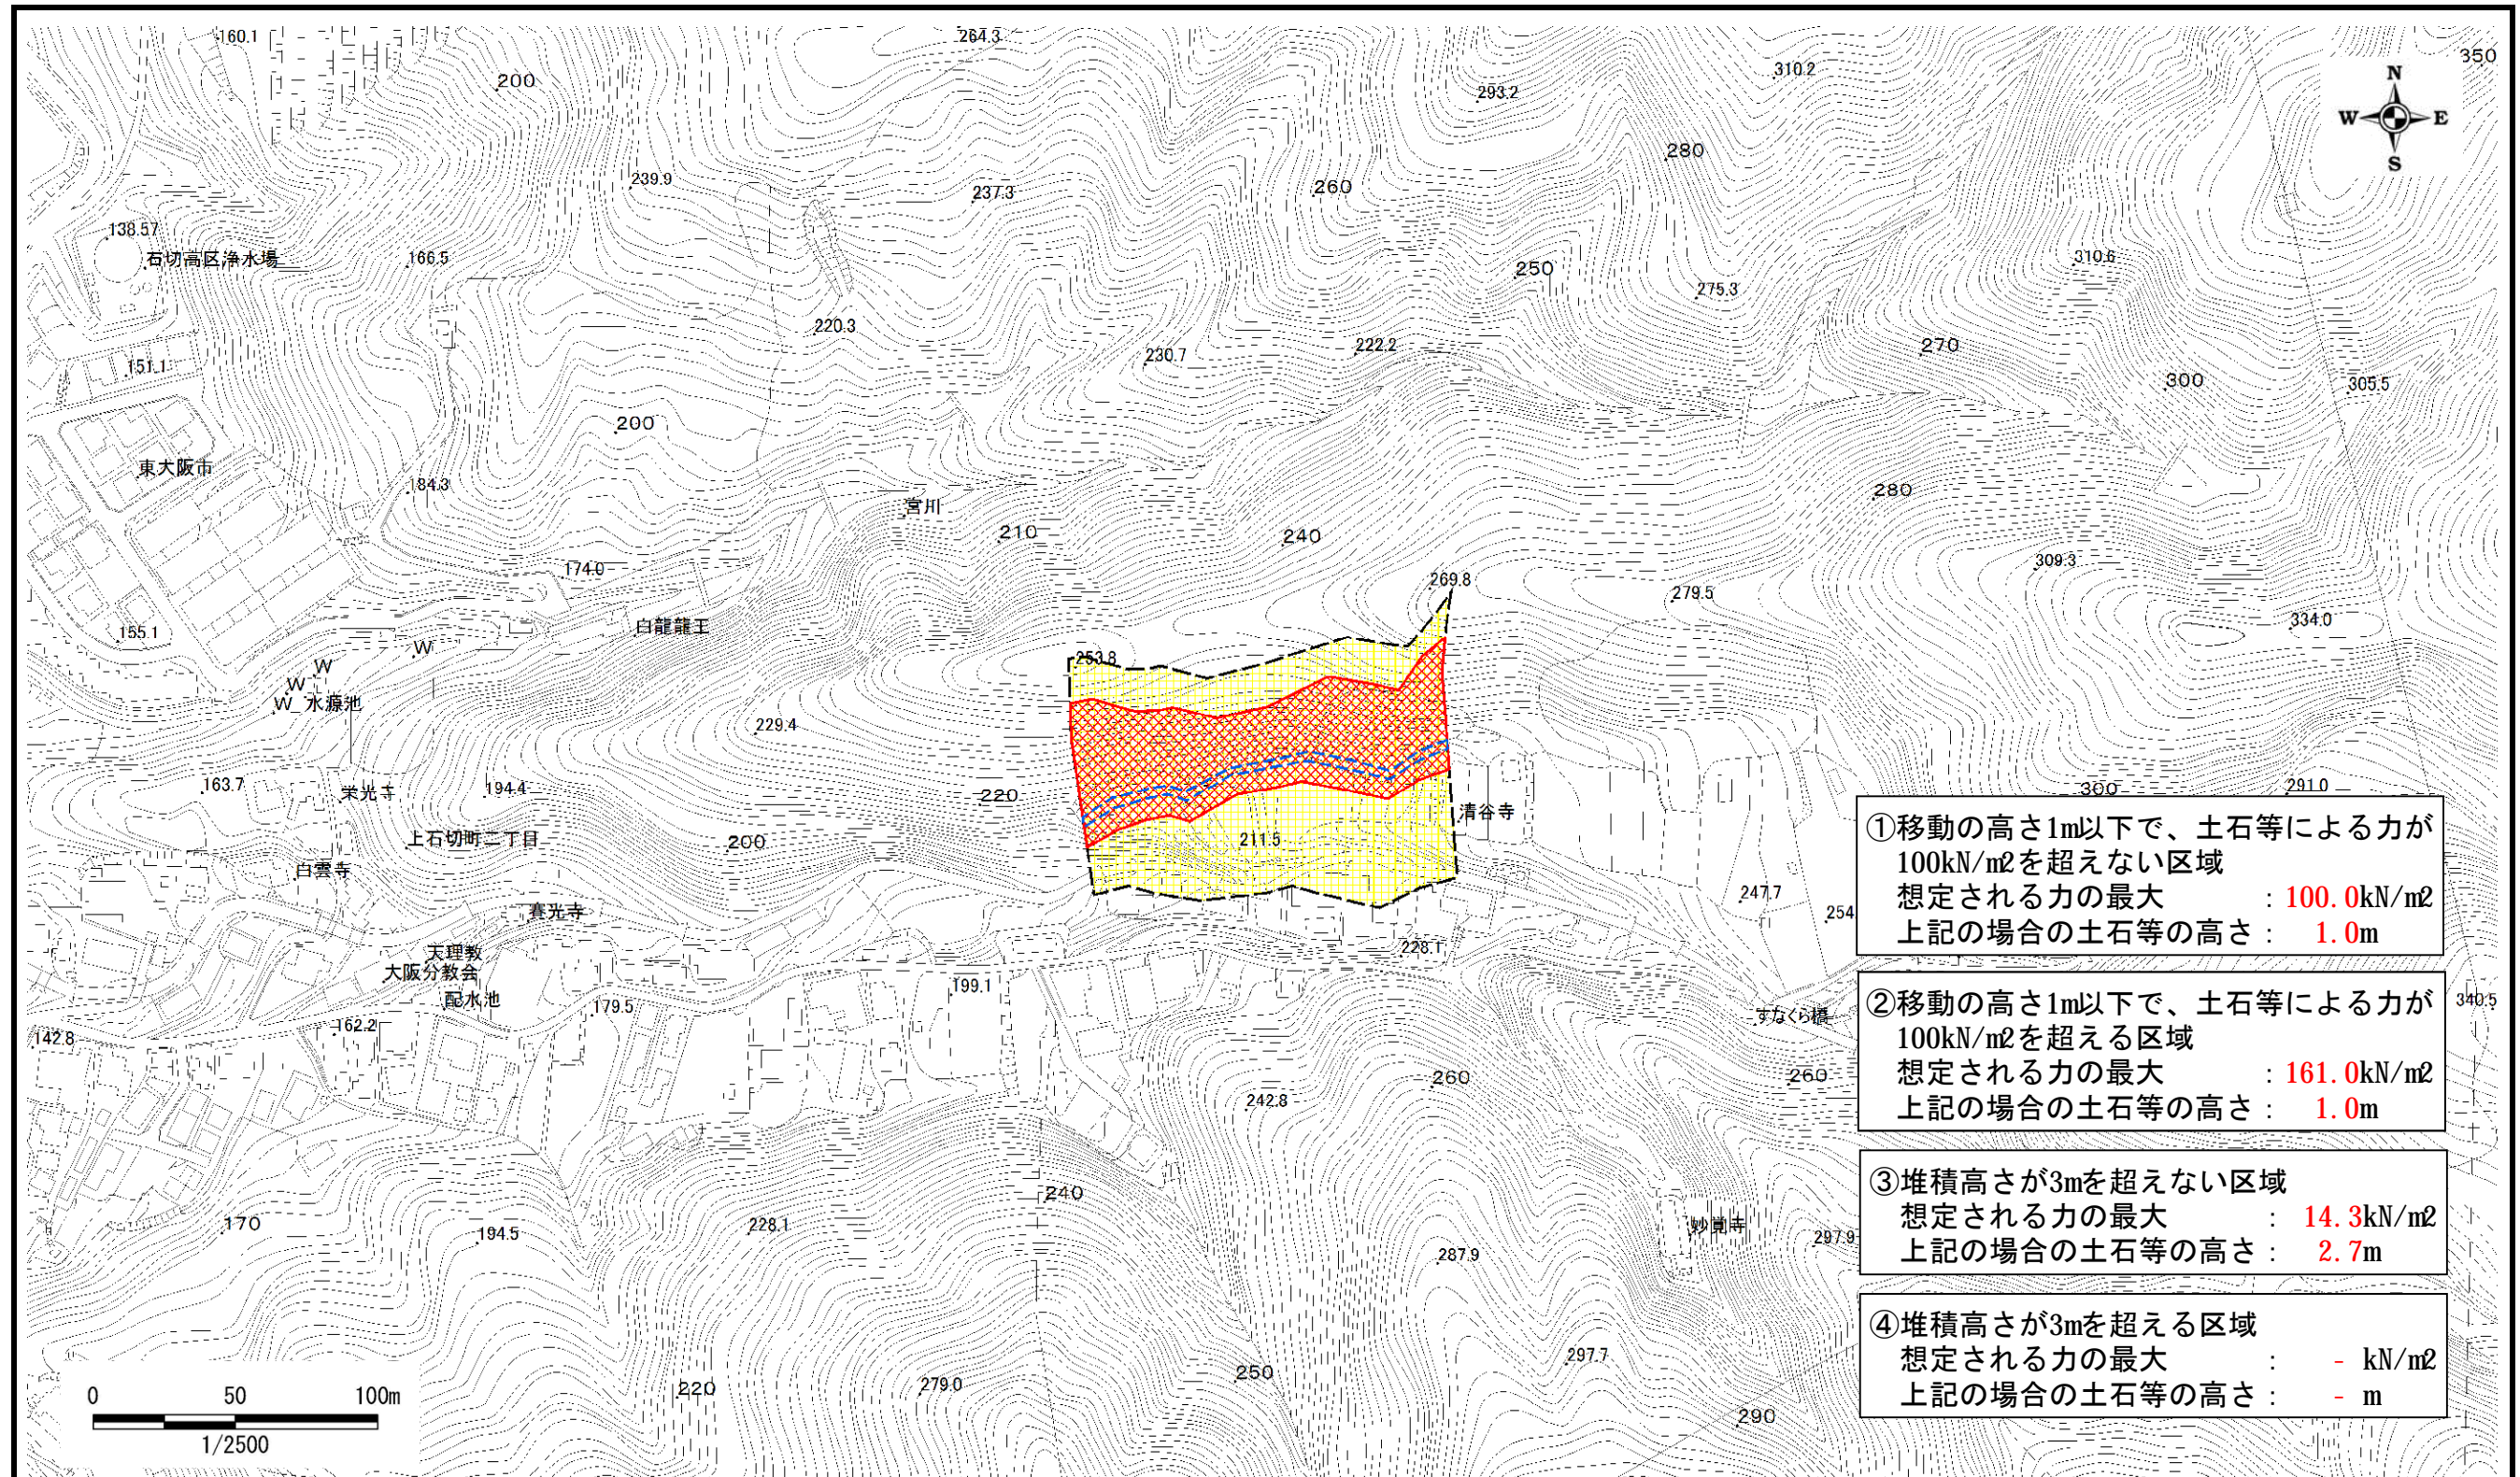 160.1
264.3
350
200
293.2
310.2
N
W E
S
280
239.9
237.3
260
138.57
石切高区浄水場
166.5
250
310.6
275.3
220.3
151.1
230.7
222.2
270
300
305.5
200
東大阪市
184.3
280
宮川
210
240
174.0
269.8
309.3
279.5
155.1
白龍龍王
334.0
W
W
W
W
水源池
253.8
229.4
163.7
栄光寺
194.4
220
300
291.0
清谷寺
上石切町二丁目
200
211.5
白雲寺
247.7
254
228.1
天理教
大阪分教会
配水池
179.5
199.1
162.2
142.8
すなくら橋
340.5
260
260
242.8
240
170
194.5
228.1
妙覚寺
297.9
287.9
297.7
250
220
279.0
290
①移動の高さ1m以下で、土石等による力が
100kN/m2を超えない区域
想定される力の最大 : 100.0kN/m2
上記の場合の土石等の高さ : 1.0m
②移動の高さ1m以下で、土石等による力が
100kN/m2を超える区域
想定される力の最大 : 161.0kN/m2
上記の場合の土石等の高さ : 1.0m
③堆積高さが3mを超えない区域
想定される力の最大 : 14.3kN/m2
上記の場合の土石等の高さ : 2.7m
④堆積高さが3mを超える区域
想定される力の最大 : - kN/m2
上記の場合の土石等の高さ : - m
0 50 100m
1/2500